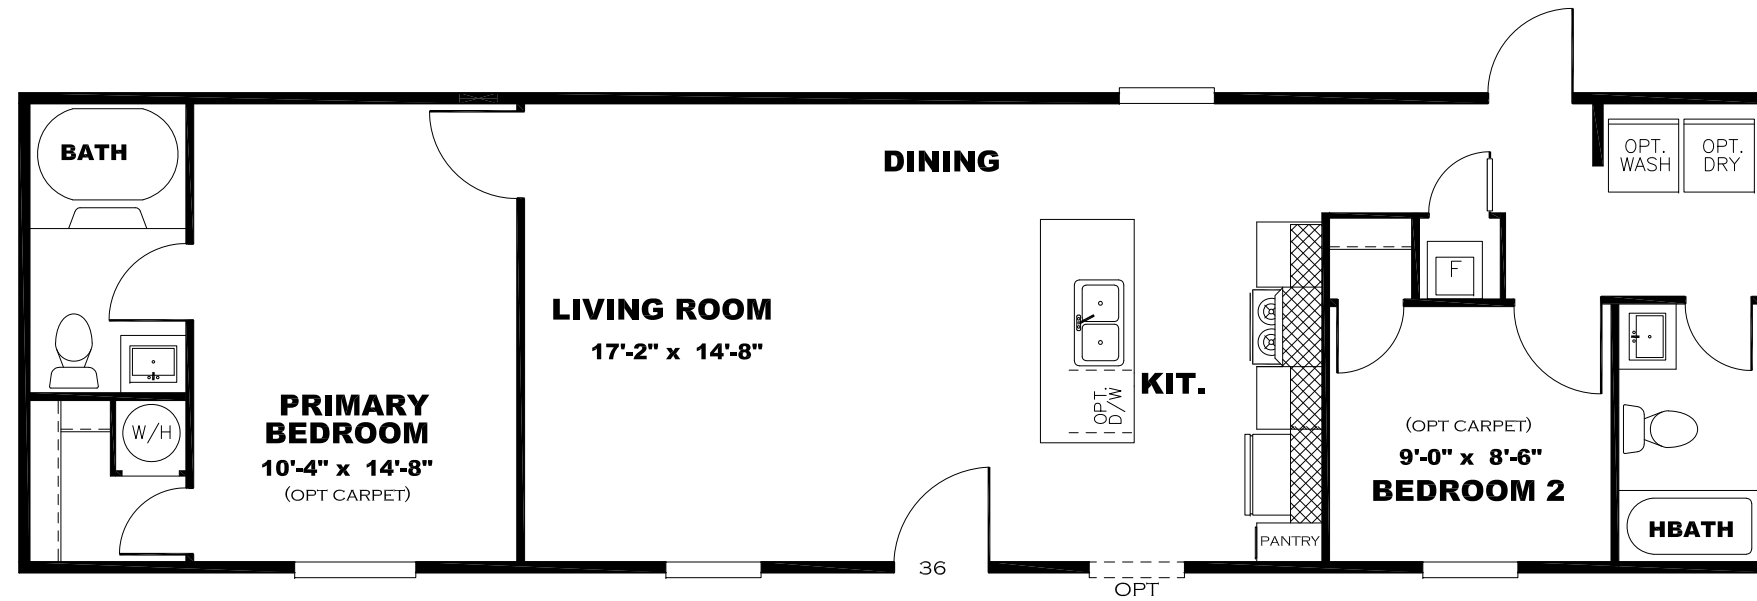 BATH
DINING
OPT.
WASH
OPT.
DRY
F
LIVING ROOM
17'-2" x 14'-8"
KIT.
OPT.
D/W
PRIMARY
BEDROOM
10'-4" x 14'-8"
(OPT CARPET)
W/H
(OPT CARPET)
9'-0" x 8'-6"
BEDROOM 2
HBATH
PANTRY
36
OPT